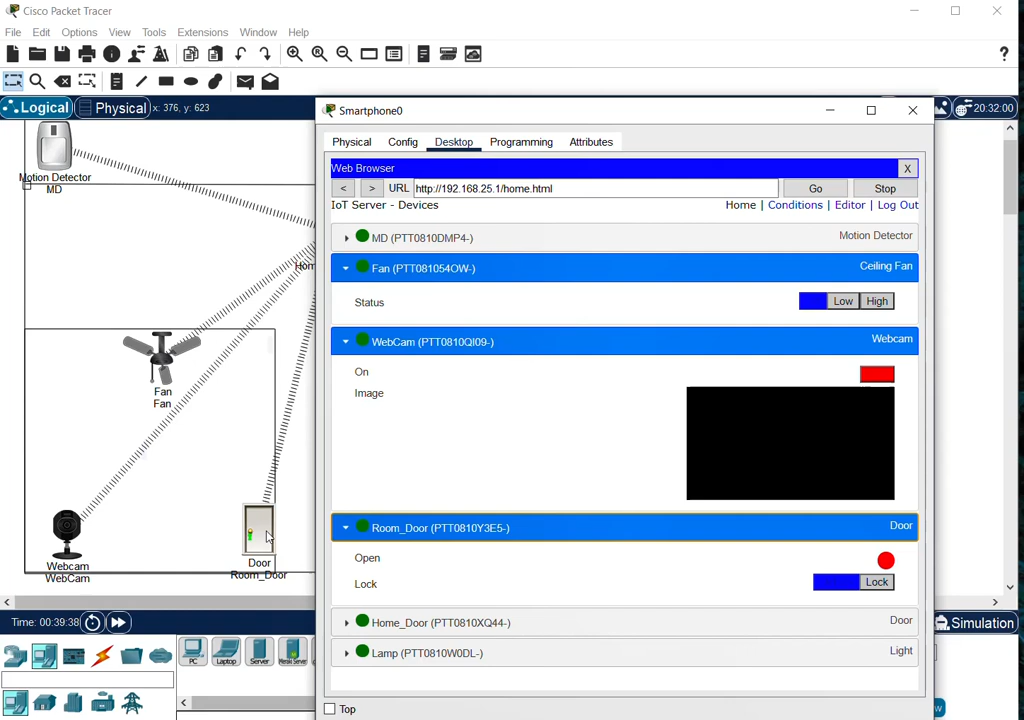 Cisco Packet Tracer
File Edit Options View Tools Extensions Window Help
?
Logical Physical x: 376, y: 623
20:32:00
Smartphone0
Physical Config Desktop Programming Attributes
Web Browser X
< > URL http://192.168.25.1/home.html Go Stop
IoT Server - Devices Home | Conditions | Editor | Log Out
MD (PTT0810DMP4-) Motion Detector
Fan (PTT081054OW-) Ceiling Fan
Status Low High
WebCam (PTT0810QI09-) Webcam
On
Image
Room_Door (PTT0810Y3E5-) Door
Open
Lock Lock
Home_Door (PTT0810XQ44-) Door
Lamp (PTT0810W0DL-) Light
Top
Motion Detector
MD
Hom
Fan
Fan
Webcam
WebCam
Door
Room_Door
Time: 00:39:38
Simulation
PC Laptop Server